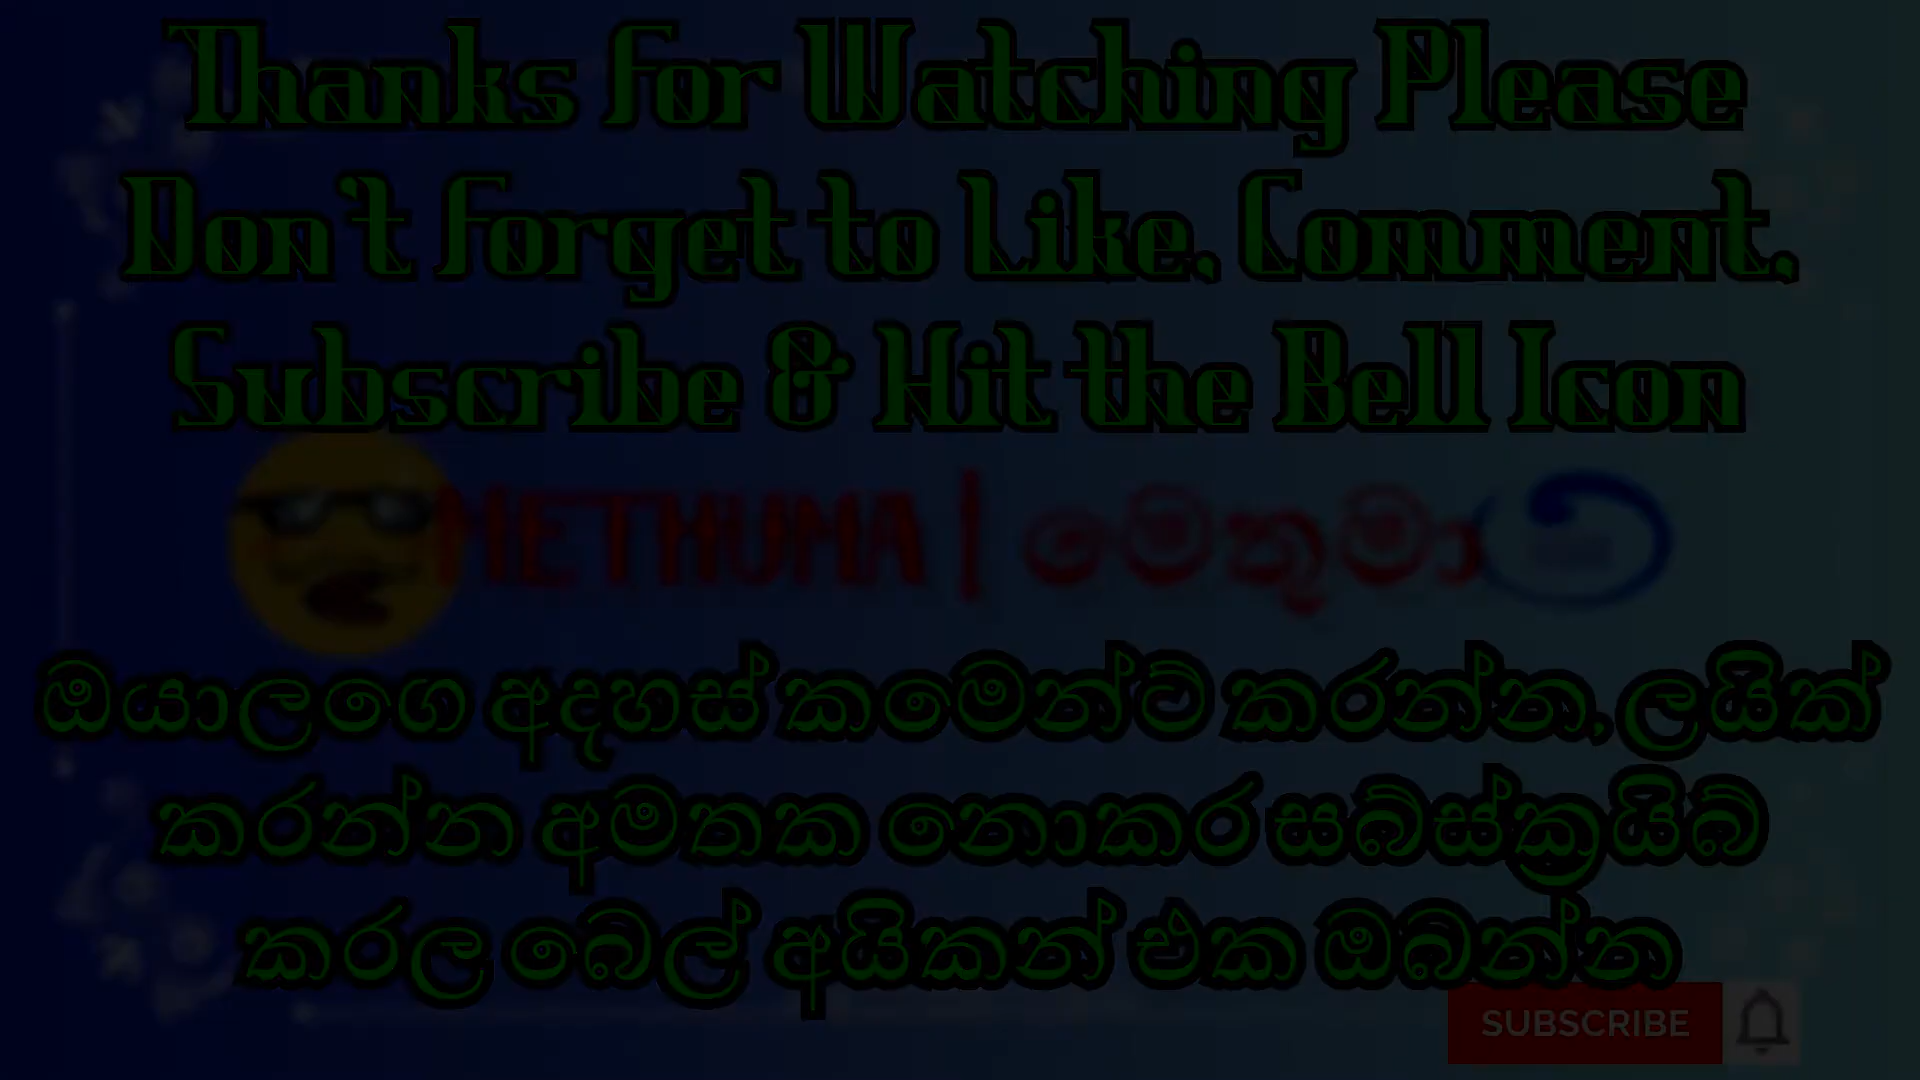 Thanks for Watching Please
Don't forget to Like, Comment,
Subscribe & Hit the Bell Icon
METHUMA | මෙතුමා
ඔයාලගෙ අදහස් කමෙන්ට් කරන්න, ලයික්
කරන්න අමතක නොකර සබ්ස්ක්‍රයිබ්
කරල බෙල් අයිකන් එක ඔබන්න
SUBSCRIBE